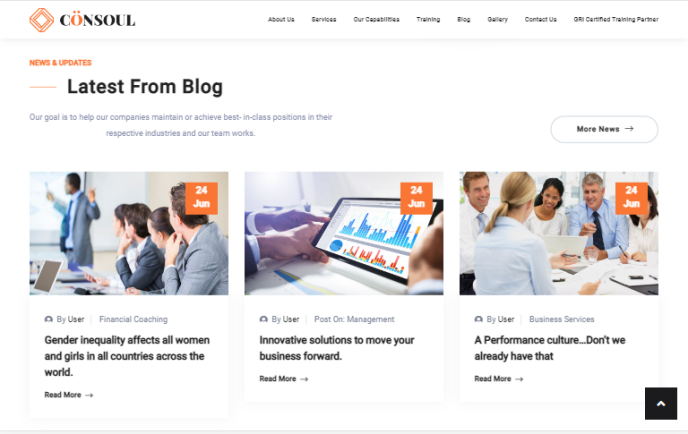 CÖNSOUL
About Us Services Our Capabilities Training Blog Gallery Contact Us GRI Certified Training Partner
NEWS & UPDATES
Latest From Blog
Our goal is to help our companies maintain or achieve best- in-class positions in their
respective industries and our team works.
More News →
24
Jun
24
Jun
24
Jun
By User Financial Coaching
Gender inequality affects all women
and girls in all countries across the
world.
Read More →
By User Post On: Management
Innovative solutions to move your
business forward.
Read More →
By User Business Services
A Performance culture...Don't we
already have that
Read More →